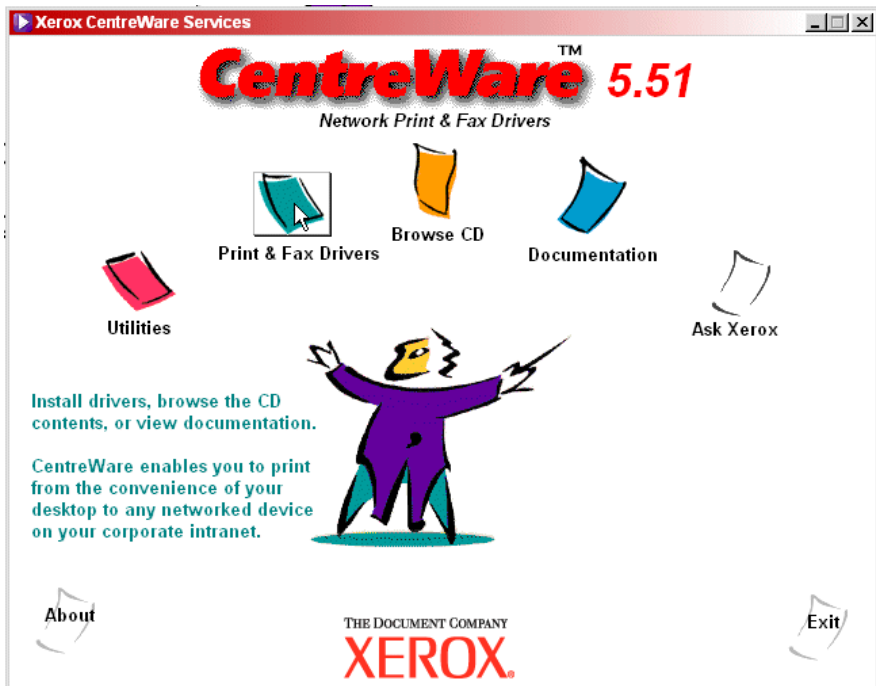 Xerox CentreWare Services
CentreWare™ 5.51
Network Print & Fax Drivers
Browse CD
Print & Fax Drivers
Documentation
Utilities
Ask Xerox
Install drivers, browse the CD
contents, or view documentation.
CentreWare enables you to print
from the convenience of your
desktop to any networked device
on your corporate intranet.
About
Exit
THE DOCUMENT COMPANY
XEROX®